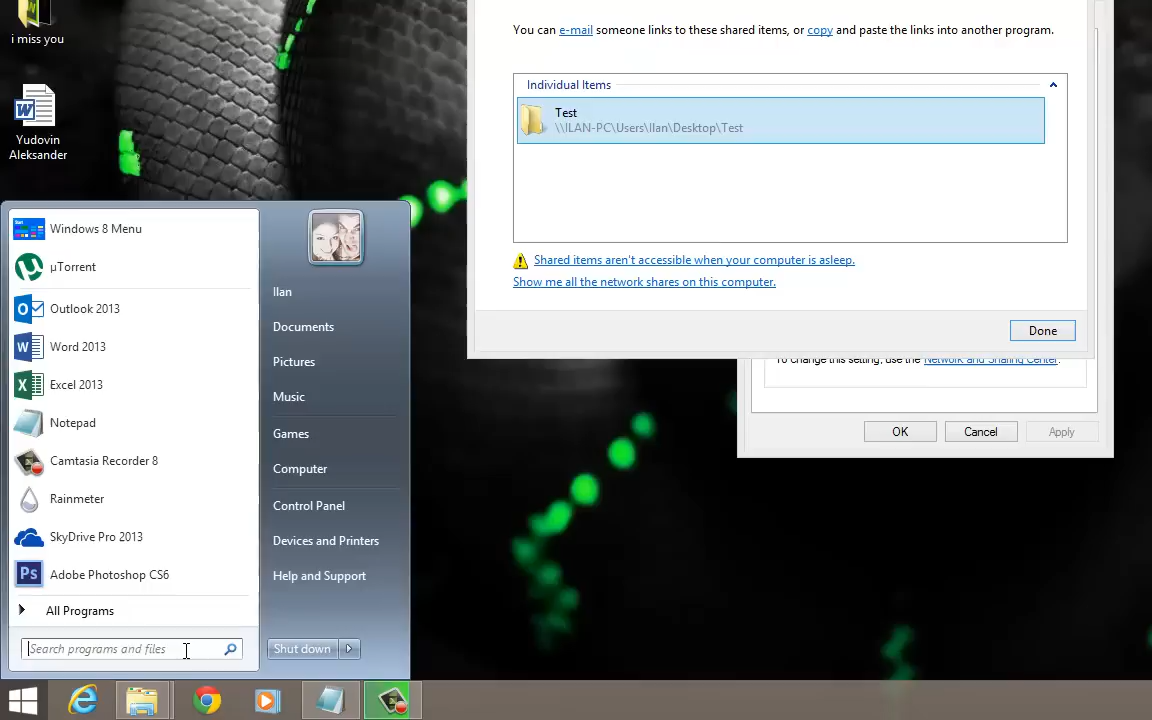 i miss you
Yudovin
Aleksander
You can e-mail someone links to these shared items, or copy and paste the links into another program.
Individual Items
Test
\\ILAN-PC\Users\Ilan\Desktop\Test
Shared items aren't accessible when your computer is asleep.
Show me all the network shares on this computer.
Done
To change this setting, use the Network and Sharing Center.
OK
Cancel
Apply
Windows 8 Menu
µTorrent
Outlook 2013
Word 2013
Excel 2013
Notepad
Camtasia Recorder 8
Rainmeter
SkyDrive Pro 2013
Adobe Photoshop CS6
All Programs
Search programs and files
Ilan
Documents
Pictures
Music
Games
Computer
Control Panel
Devices and Printers
Help and Support
Shut down